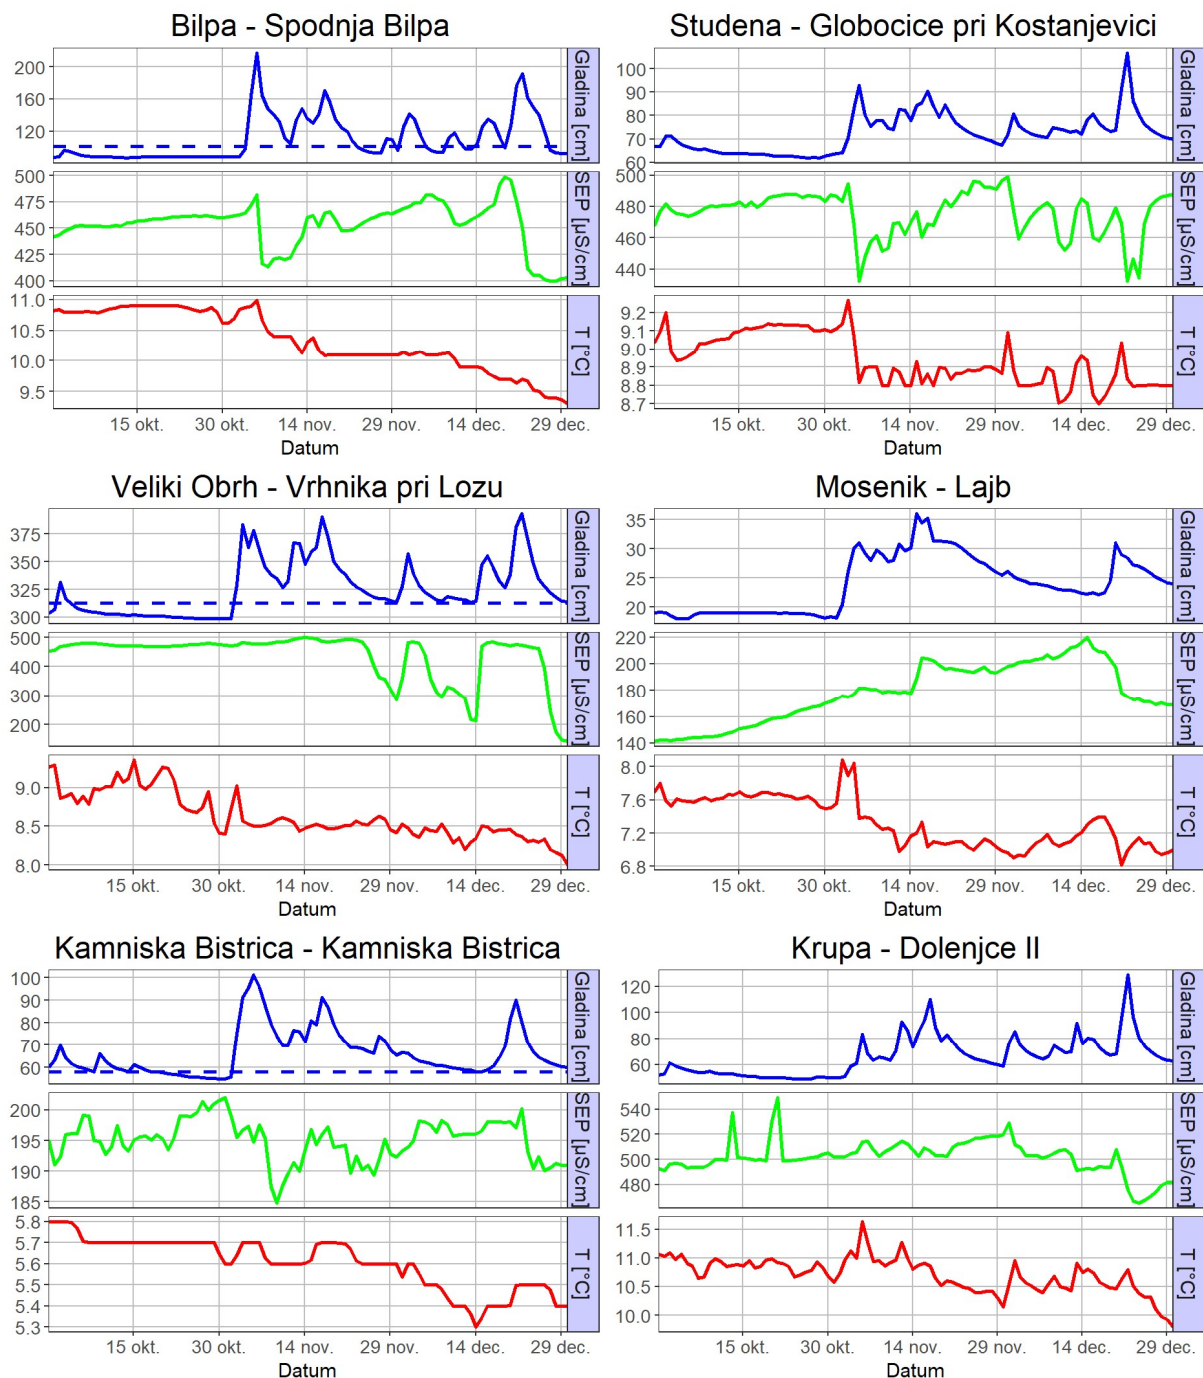 Bilpa - Spodnja Bilpa
200
160
120
Gladina [cm]
500
475
450
425
400
SEP [µS/cm]
11.0
10.5
10.0
9.5
T [°C]
15 okt.
30 okt.
14 nov.
29 nov.
14 dec.
29 dec.
Datum
Studena - Globocice pri Kostanjevici
100
90
80
70
60
Gladina [cm]
500
480
460
440
SEP [µS/cm]
9.2
9.1
9.0
8.9
8.8
8.7
T [°C]
15 okt.
30 okt.
14 nov.
29 nov.
14 dec.
29 dec.
Datum
Veliki Obrh - Vrhnika pri Lozu
375
350
325
300
Gladina [cm]
500
400
300
200
SEP [µS/cm]
9.0
8.5
8.0
T [°C]
15 okt.
30 okt.
14 nov.
29 nov.
14 dec.
29 dec.
Datum
Mosenik - Lajb
35
30
25
20
Gladina [cm]
220
200
180
160
140
SEP [µS/cm]
8.0
7.6
7.2
6.8
T [°C]
15 okt.
30 okt.
14 nov.
29 nov.
14 dec.
29 dec.
Datum
Kamniska Bistrica - Kamniska Bistrica
100
90
80
70
60
Gladina [cm]
200
195
190
185
SEP [µS/cm]
5.8
5.7
5.6
5.5
5.4
5.3
T [°C]
15 okt.
30 okt.
14 nov.
29 nov.
14 dec.
29 dec.
Datum
Krupa - Dolenjce II
120
100
80
60
Gladina [cm]
540
520
500
480
SEP [µS/cm]
11.5
11.0
10.5
10.0
T [°C]
15 okt.
30 okt.
14 nov.
29 nov.
14 dec.
29 dec.
Datum